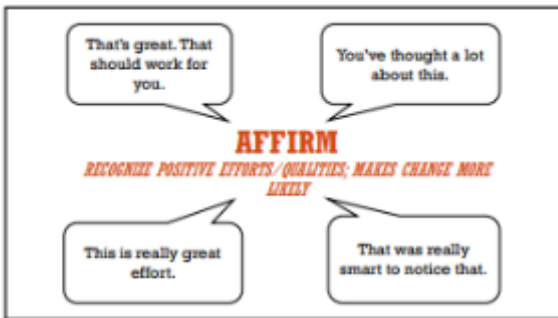 That's great. That
should work for
you.
You've thought a lot
about this.
AFFIRM
RECOGNIZE POSITIVE EFFORTS/QUALITIES; MAKES CHANGE MORE
LIKELY
This is really great
effort.
That was really
smart to notice that.